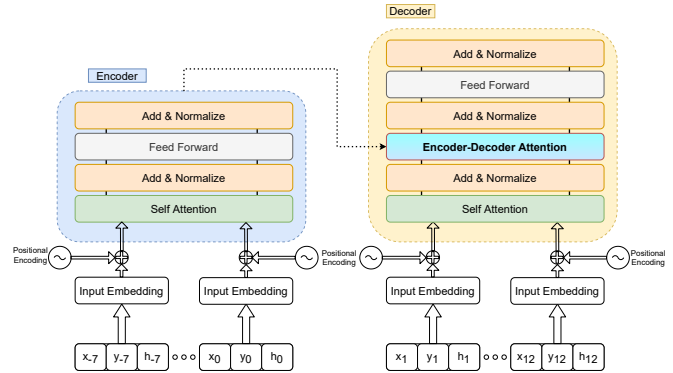 Decoder
Add & Normalize
Feed Forward
Add & Normalize
Encoder-Decoder Attention
Add & Normalize
Self Attention
Encoder
Add & Normalize
Feed Forward
Add & Normalize
Self Attention
Positional
Encoding
Positional
Encoding
Positional
Encoding
Positional
Encoding
Input Embedding
Input Embedding
Input Embedding
Input Embedding
x-7 y-7 h-7 x0 y0 h0 x1 y1 h1 x12 y12 h12